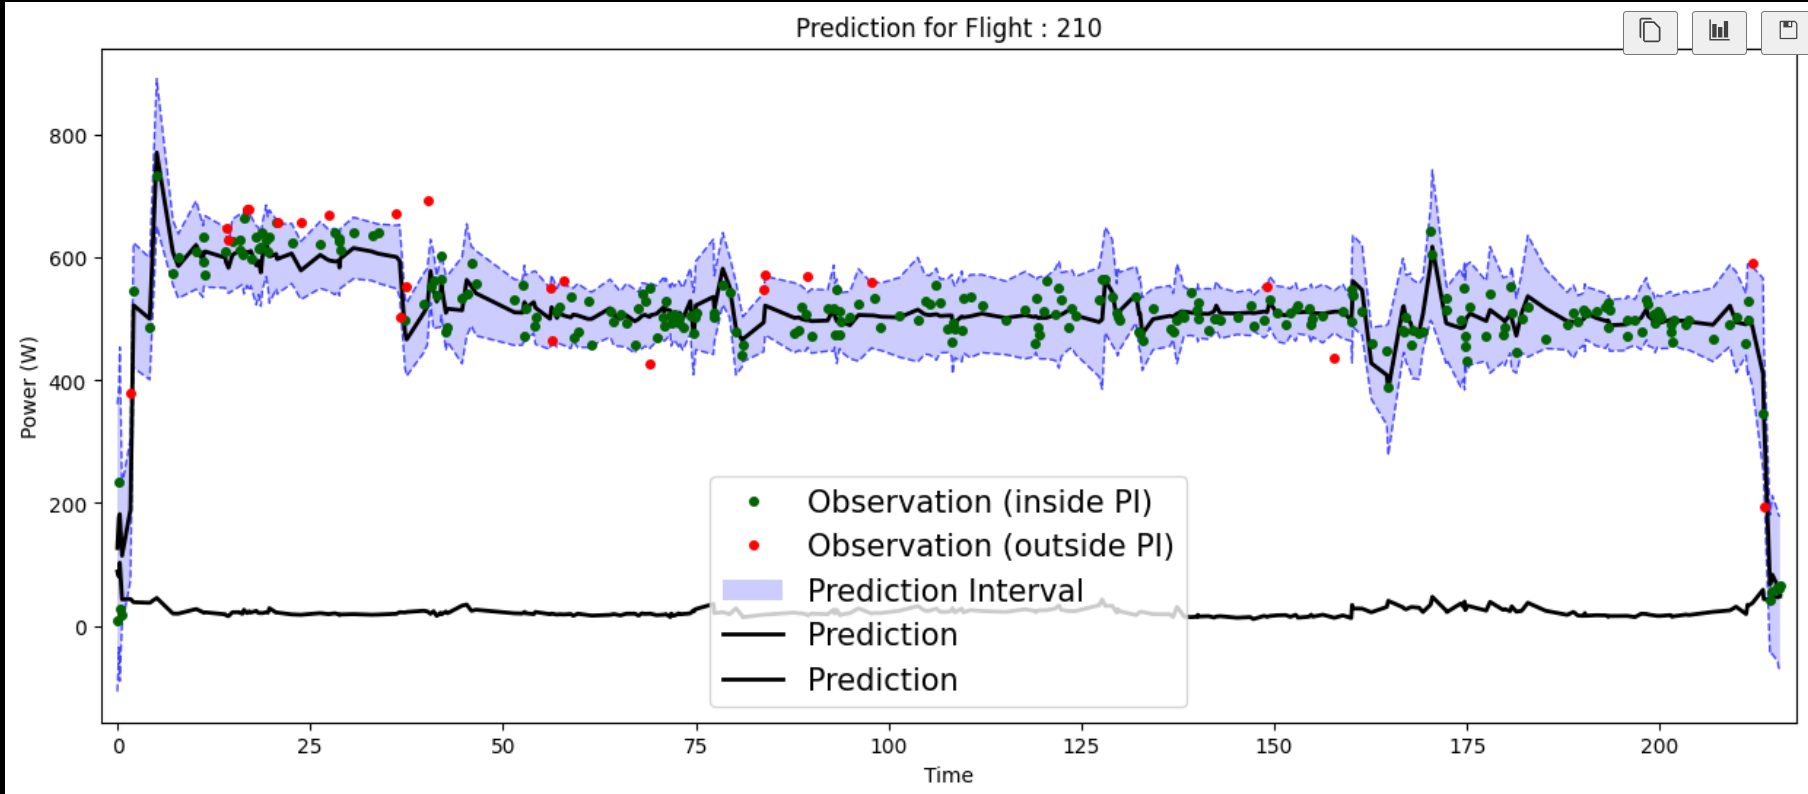 Prediction for Flight : 210
Power (W)
800
600
400
200
0
Observation (inside PI)
Observation (outside PI)
Prediction Interval
Prediction
Prediction
0 25 50 75 100 125 150 175 200
Time